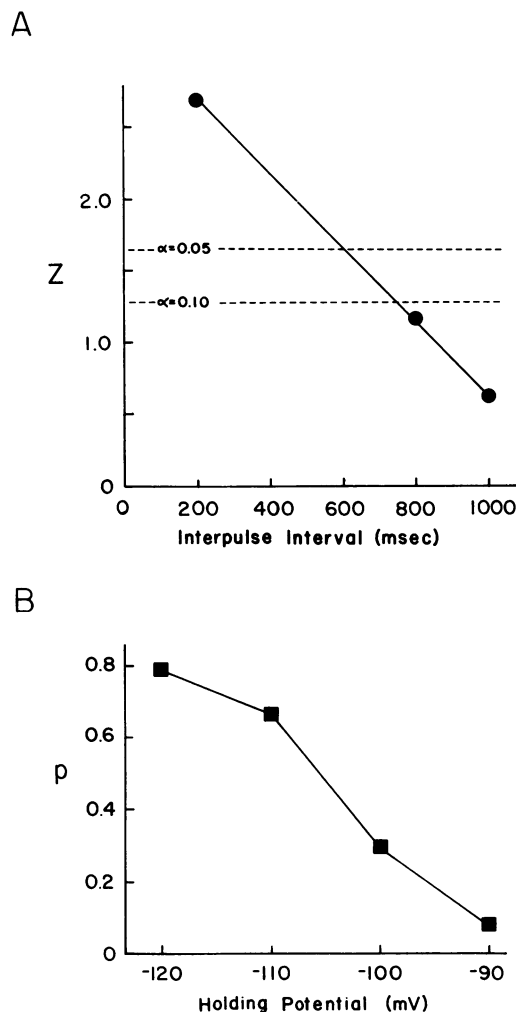 A
2.0
α=0.05
Z
α=0.10
1.0
0
0 200 400 600 800 1000
Interpulse Interval (msec)
B
0.8
0.6
p
0.4
0.2
0
-120 -110 -100 -90
Holding Potential (mV)